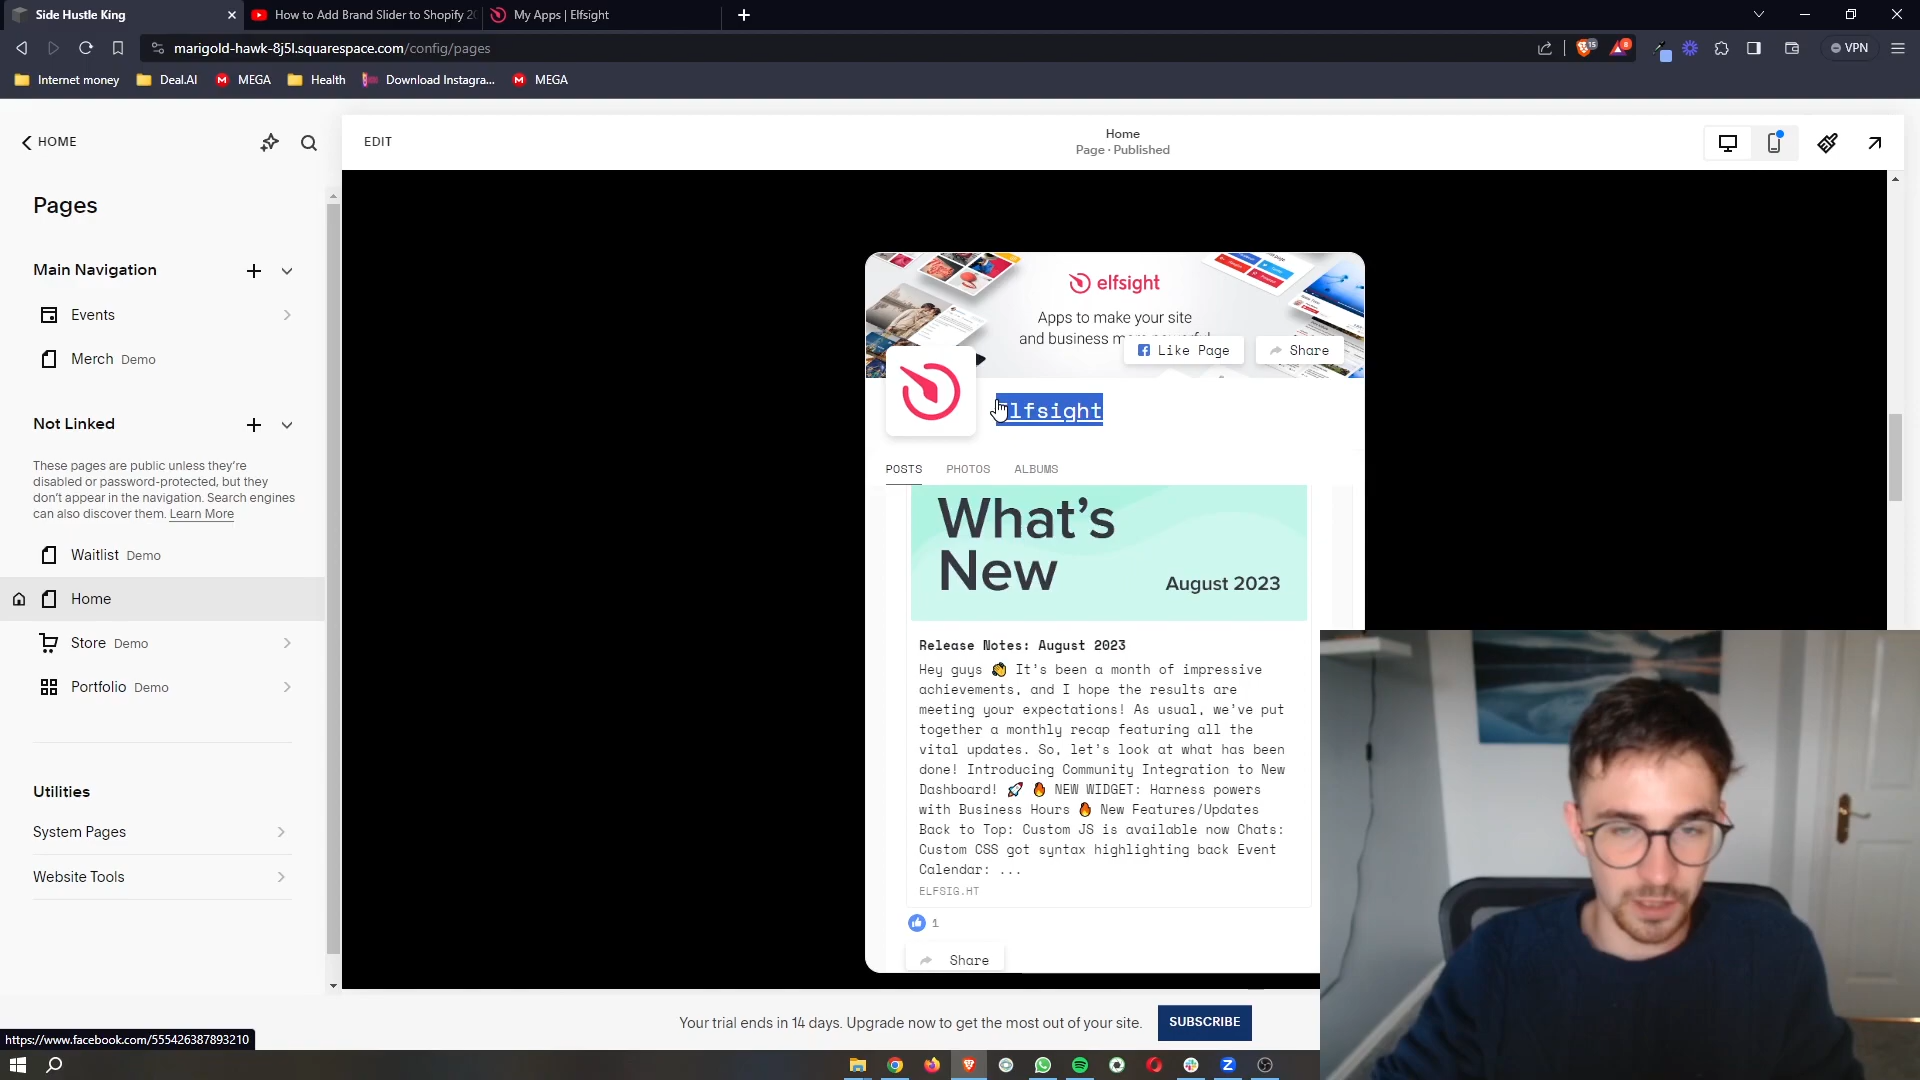 Side Hustle King
How to Add Brand Slider to Shopify 20
My Apps | Elfsight
marigold-hawk-8j5l.squarespace.com/config/pages
15
8
VPN
Internet money
Deal.AI
MEGA
Health
Download Instagra...
MEGA
HOME
EDIT
Home
Page · Published
Pages
Main Navigation
Events
Merch Demo
Not Linked
These pages are public unless they're
disabled or password-protected, but they
don't appear in the navigation. Search engines
can also discover them. Learn More
Waitlist Demo
Home
Store Demo
Portfolio Demo
Utilities
System Pages
Website Tools
elfsight
Apps to make your site
and business more powerful
Like Page
Share
Elfsight
POSTS PHOTOS ALBUMS
What's
New
August 2023
Release Notes: August 2023
Hey guys 👏 It's been a month of impressive
achievements, and I hope the results are
meeting your expectations! As usual, we've put
together a monthly recap featuring all the
vital updates. So, let's look at what has been
done! Introducing Community Integration to New
Dashboard! 🚀 🔥 NEW WIDGET: Harness powers
with Business Hours 🔥 New Features/Updates
Back to Top: Custom JS is available now Chats:
Custom CSS got syntax highlighting back Event
Calendar: ...
ELFSIG.HT
1
Share
Your trial ends in 14 days. Upgrade now to get the most out of your site.
SUBSCRIBE
https://www.facebook.com/555426387893210